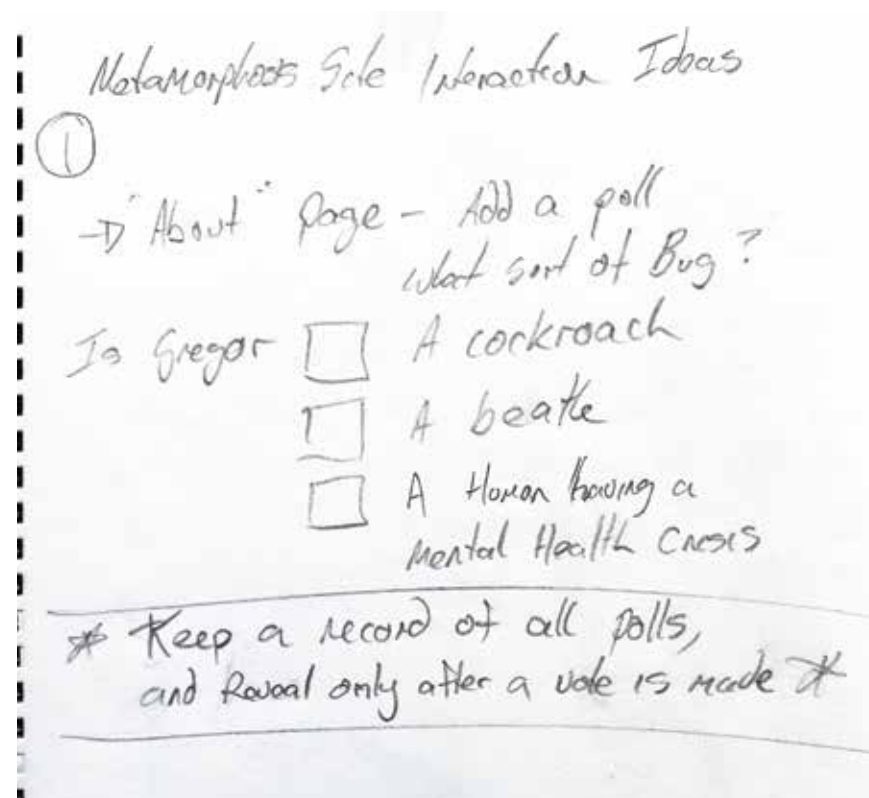 Metamorphosis Site Interaction Ideas
1
"About" page - Add a poll
what sort of Bug?
Is Gregor A cockroach
A beatle
A Human having a
Mental Health Crisis
* Keep a record of all polls,
and Reveal only after a vote is made *